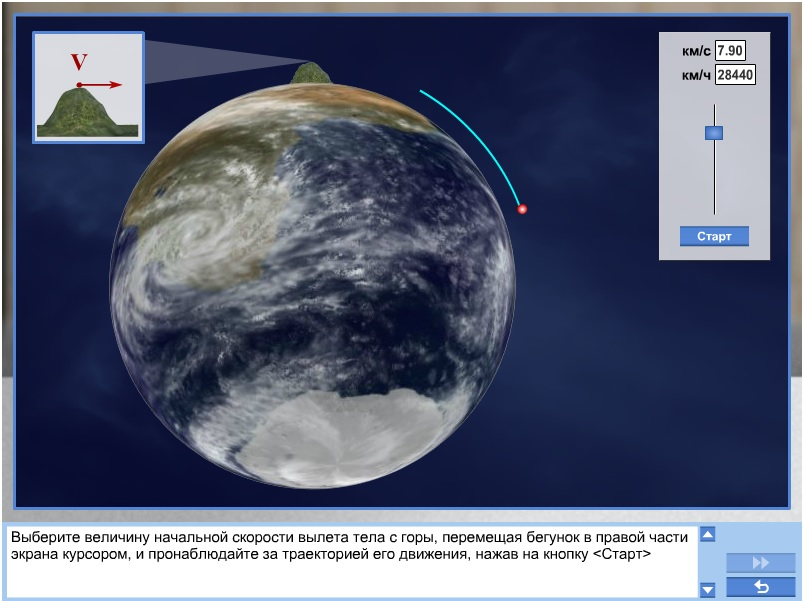 V
км/с 7.90
км/ч 28440
Старт
Выберите величину начальной скорости вылета тела с горы, перемещая бегунок в правой части
экрана курсором, и пронаблюдайте за траекторией его движения, нажав на кнопку <Старт>